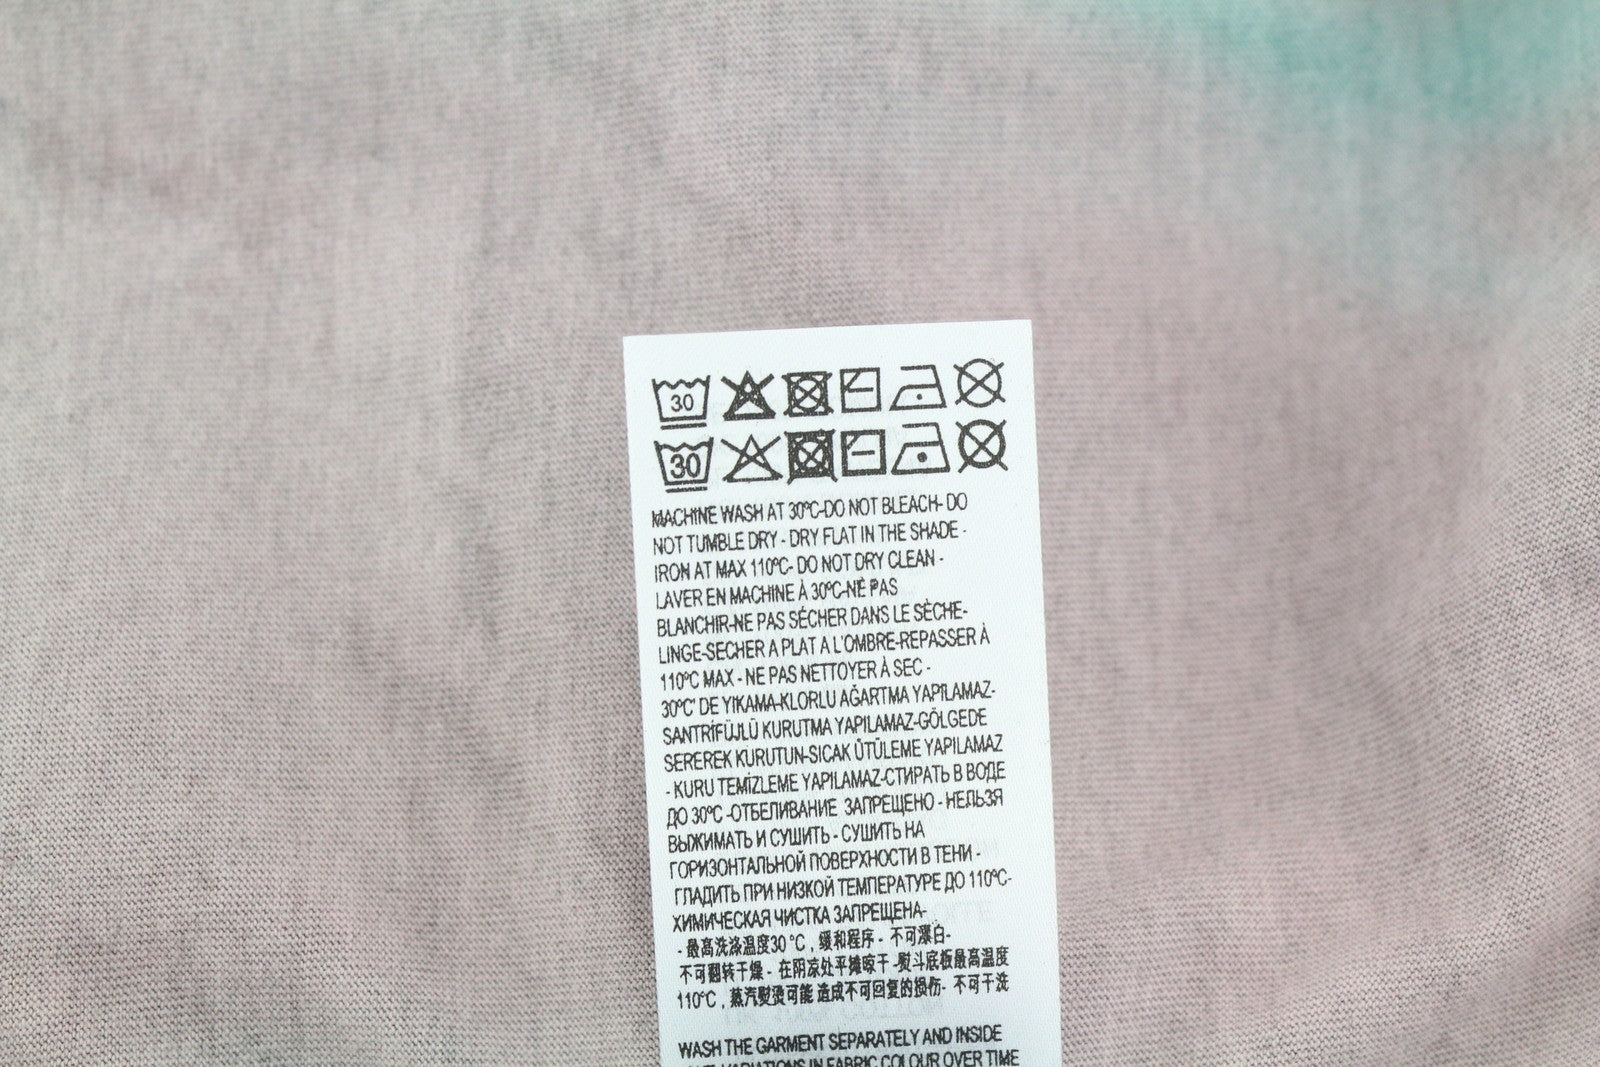 30
30
MACHINE WASH AT 30°C-DO NOT BLEACH- DO
NOT TUMBLE DRY - DRY FLAT IN THE SHADE -
IRON AT MAX 110°C- DO NOT DRY CLEAN -
LAVER EN MACHINE À 30°C-NE PAS
BLANCHIR-NE PAS SÉCHER DANS LE SÈCHE-
LINGE-SECHER A PLAT A L'OMBRE-REPASSER À
110°C MAX - NE PAS NETTOYER À SEC -
30°C' DE YIKAMA-KLORLU AĞARTMA YAPILAMAZ-
SANTRİFÜJLÜ KURUTMA YAPILAMAZ-GÖLGEDE
SEREREK KURUTUN-SICAK ÜTÜLEME YAPILAMAZ
- KURU TEMİZLEME YAPILAMAZ-СТИРАТЬ В ВОДЕ
ДО 30°C -ОТБЕЛИВАНИЕ ЗАПРЕЩЕНО - НЕЛЬЗЯ
ВЫЖИМАТЬ И СУШИТЬ - СУШИТЬ НА
ГОРИЗОНТАЛЬНОЙ ПОВЕРХНОСТИ В ТЕНИ -
ГЛАДИТЬ ПРИ НИЗКОЙ ТЕМПЕРАТУРЕ ДО 110°C-
ХИМИЧЕСКАЯ ЧИСТКА ЗАПРЕЩЕНА-
- 最高洗涤温度30°C , 缓和程序 - 不可漂白-
不可翻转干燥 - 在阴凉处平摊晾干 -熨斗底板最高温度
110°C , 蒸汽熨烫可能 造成不可回复的损伤- 不可干洗
WASH THE GARMENT SEPARATELY AND INSIDE
VARIATIONS IN FABRIC COLOUR OVER TIME